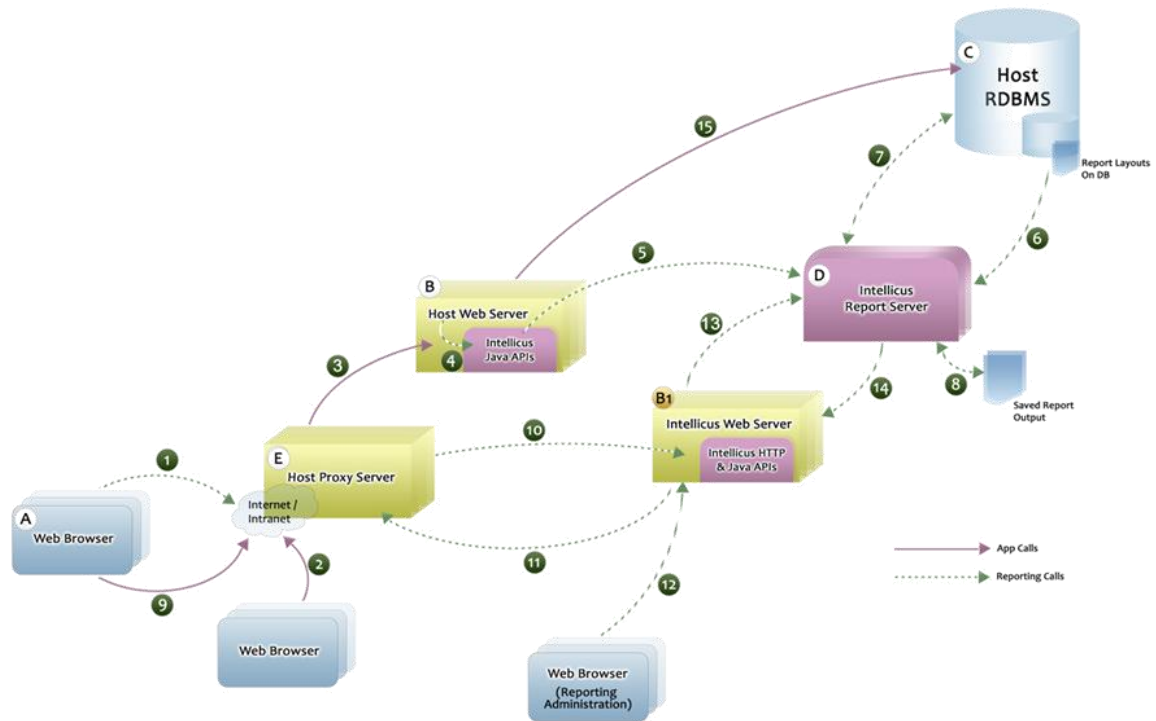 C
Host
RDBMS
15
7
Report Layouts
On DB
6
5
B
D
Host Web Server
Intellicus
Report Server
Intellicus
Java APIs
4
13
3
8
14
B1
Saved Report
Output
Intellicus Web Server
10
Intellicus HTTP
& Java APIs
1
E
Host Proxy Server
Internet /
Intranet
A
Web Browser
App Calls
2
11
Reporting Calls
12
9
Web Browser
Web Browser
(Reporting
Administration)